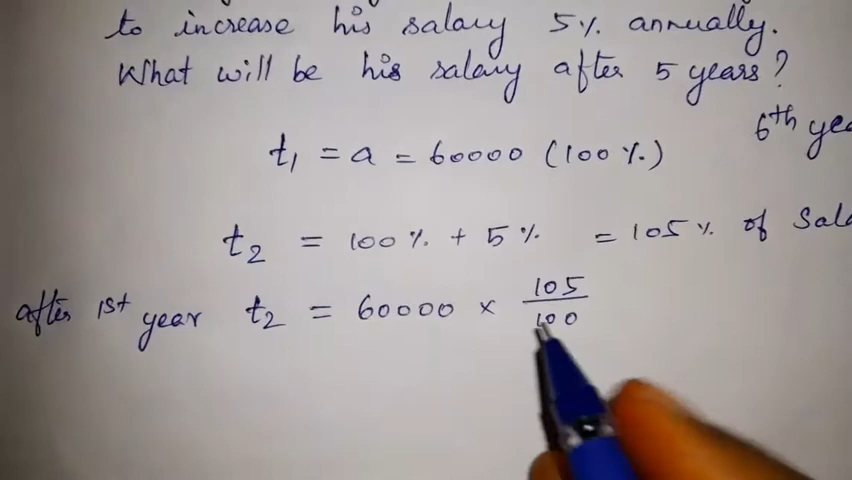 to increase his salary 5% annually.
What will be his salary after 5 years?
6th
t₁ = a = 60000 (100%)
t₂ = 100% + 5% = 105% of
after 1st year t₂ = 60000 × 105/100